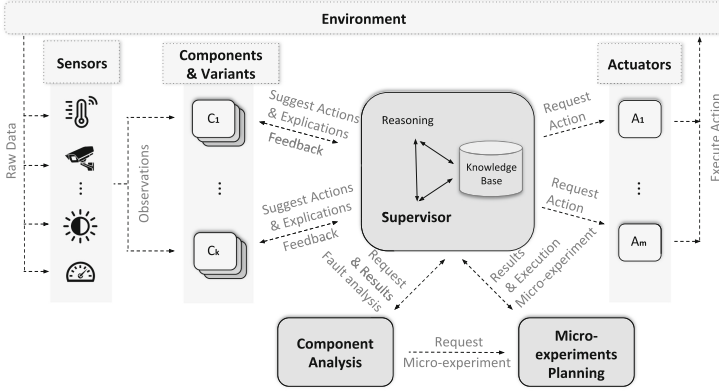 Environment
Sensors
Components
& Variants
Actuators
Raw Data
Observations
C1
⋮
Ck
Suggest Actions
& Explications
Feedback
Suggest Actions
& Explications
Feedback
Reasoning
Knowledge
Base
Supervisor
Request
Action
Request
Action
A1
⋮
Am
Execute Action
Request
& Results
Fault analysis
Results
& Execution
Micro-experiment
Component
Analysis
Request
Micro-experiment
Micro-
experiments
Planning